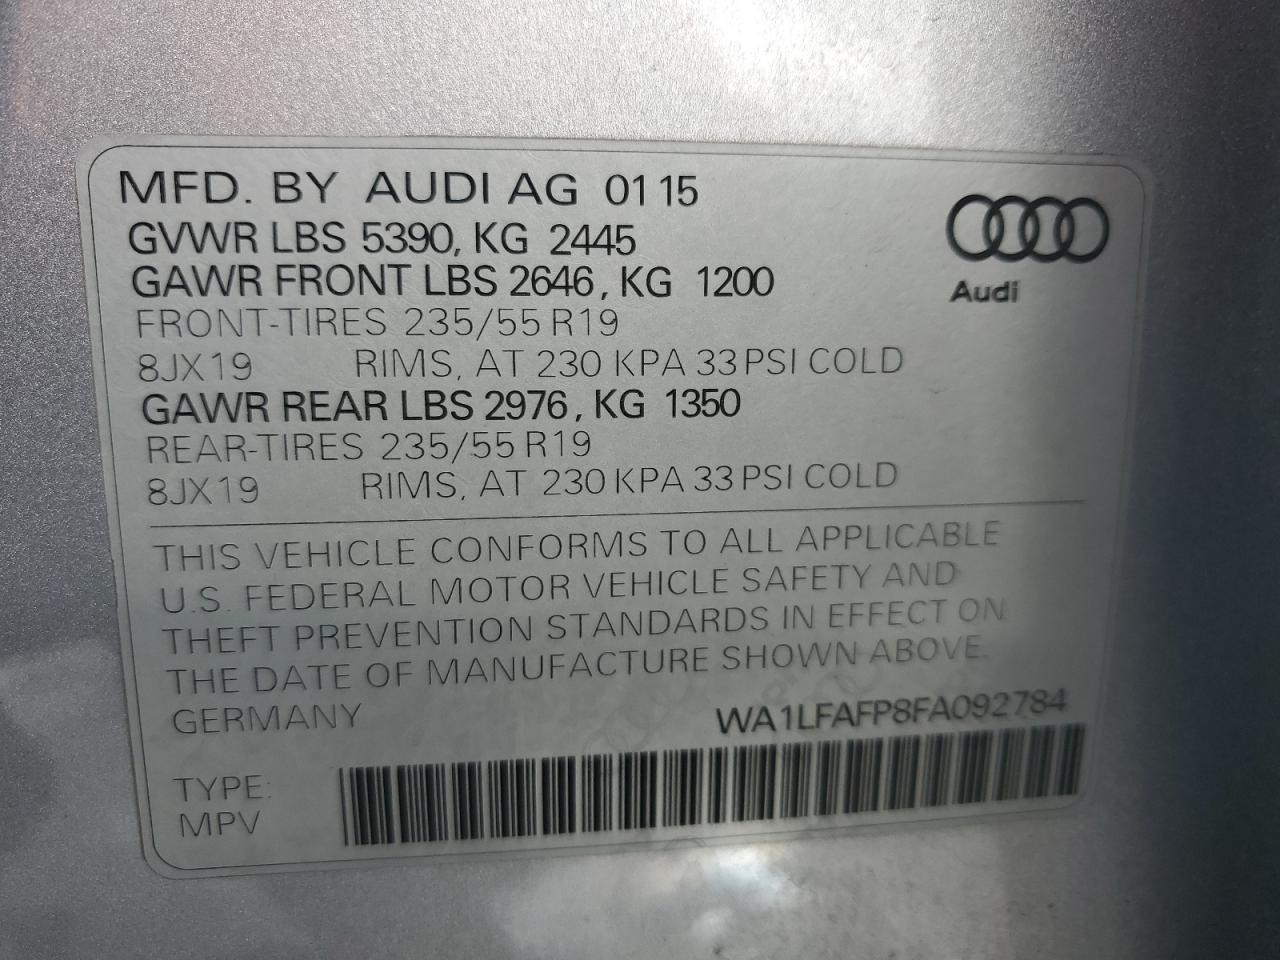 MFD. BY AUDI AG 01 15
GVWR LBS 5390, KG 2445
GAWR FRONT LBS 2646, KG 1200
FRONT-TIRES 235/55 R19
8JX19 RIMS, AT 230 KPA 33 PSI COLD
GAWR REAR LBS 2976, KG 1350
REAR-TIRES 235/55 R19
8JX19 RIMS, AT 230 KPA 33 PSI COLD
Audi
THIS VEHICLE CONFORMS TO ALL APPLICABLE
U.S. FEDERAL MOTOR VEHICLE SAFETY AND
THEFT PREVENTION STANDARDS IN EFFECT ON
THE DATE OF MANUFACTURE SHOWN ABOVE.
GERMANY WA1LFAFP8FA092784
TYPE:
MPV